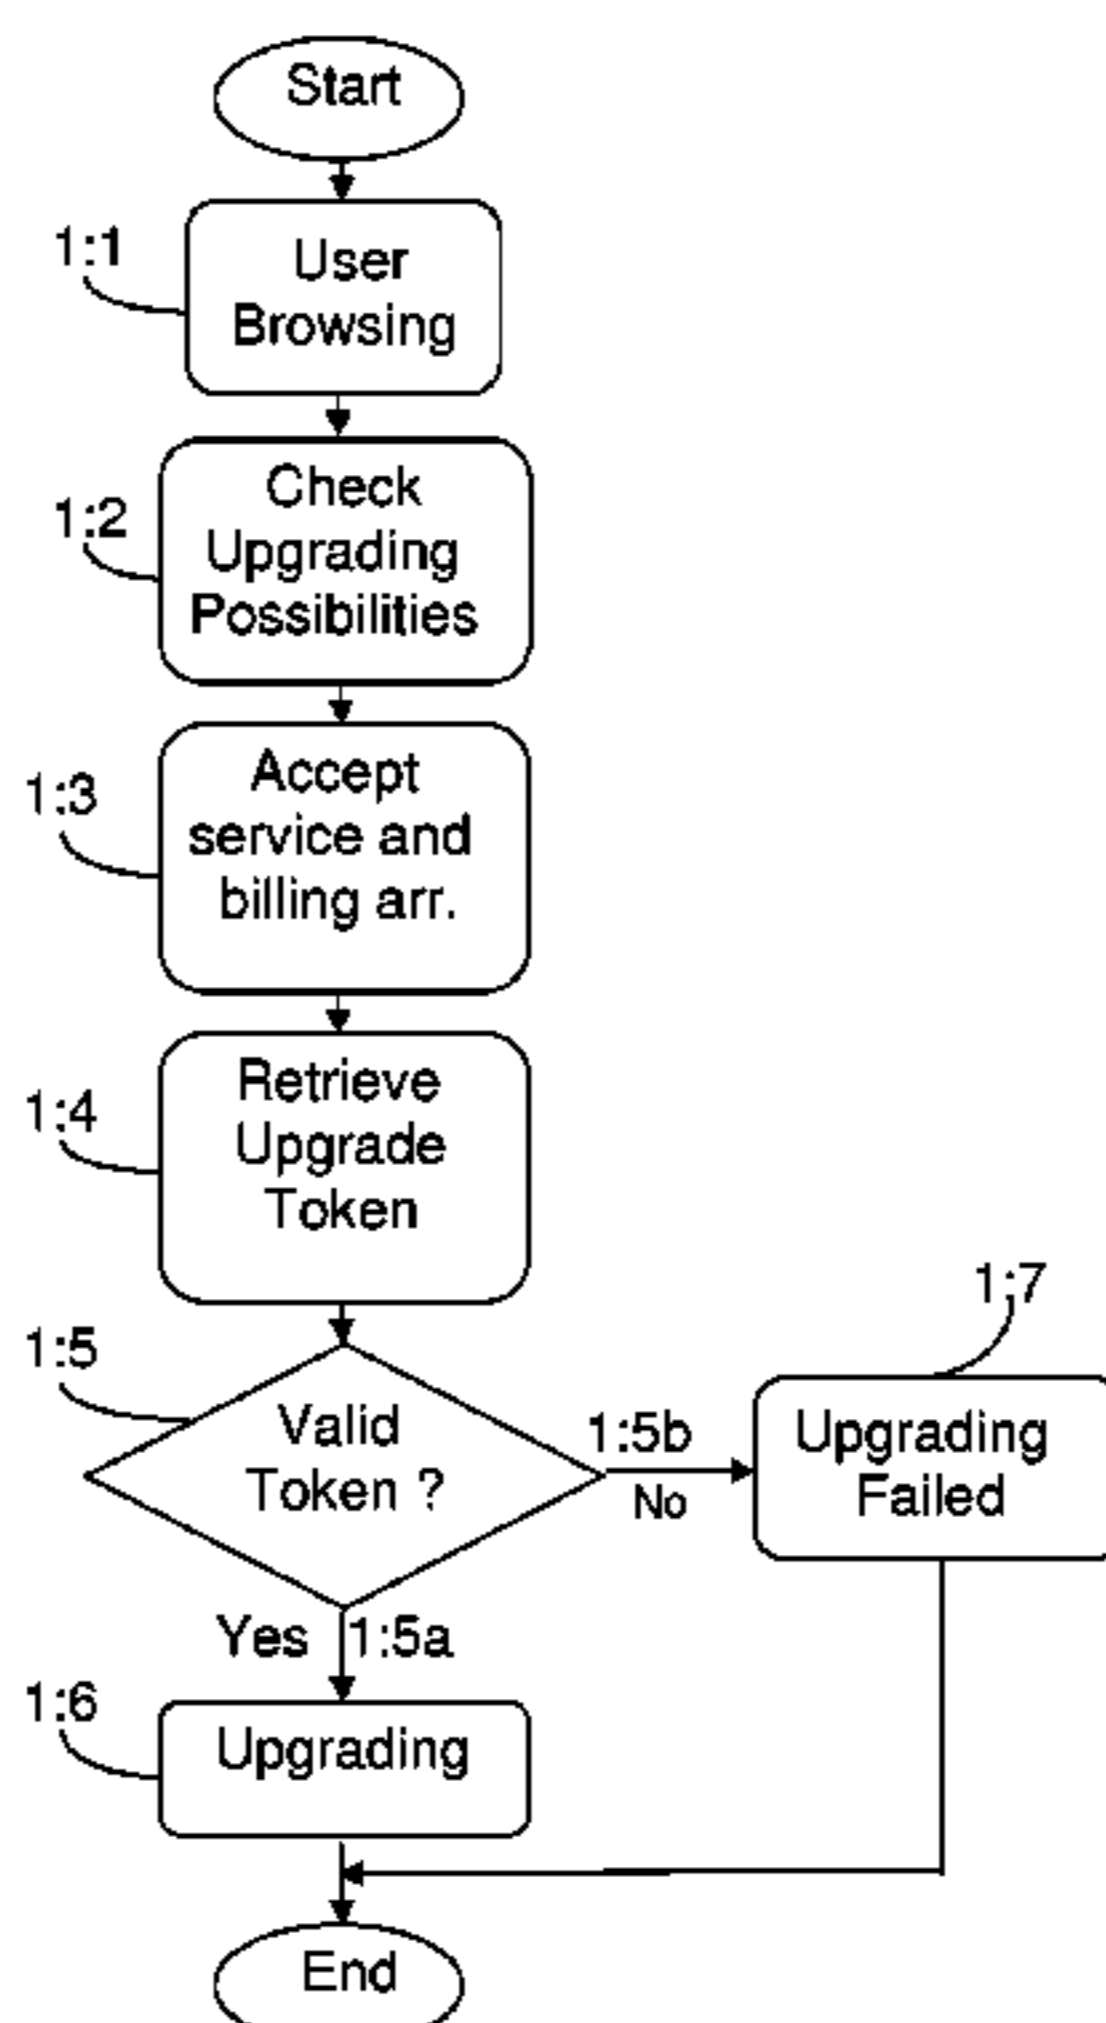 Start
1:1
User
Browsing
1:2
Check
Upgrading
Possibilities
1:3
Accept
service and
billing arr.
1:4
Retrieve
Upgrade
Token
1:5
Valid
Token ?
1:5b
No
1:7
Upgrading
Failed
Yes 1:5a
1:6
Upgrading
End